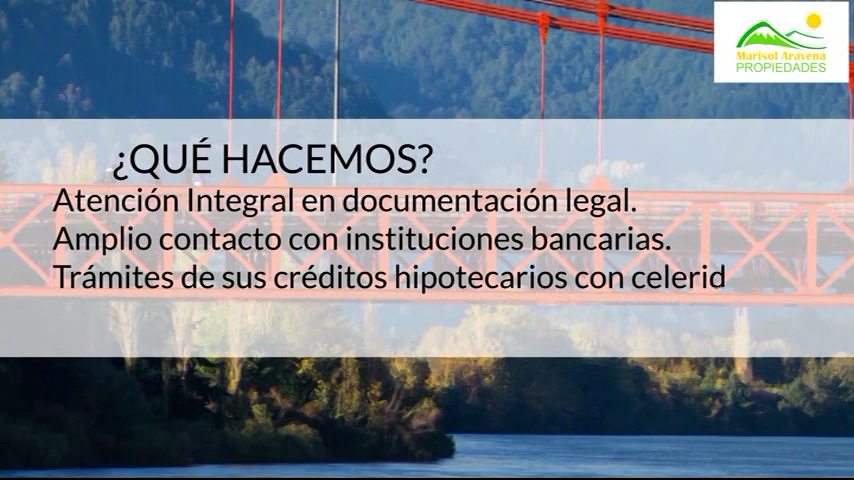 Marisol Aravena
PROPIEDADES
¿QUÉ HACEMOS?
Atención Integral en documentación legal.
Amplio contacto con instituciones bancarias.
Trámites de sus créditos hipotecarios con celerid